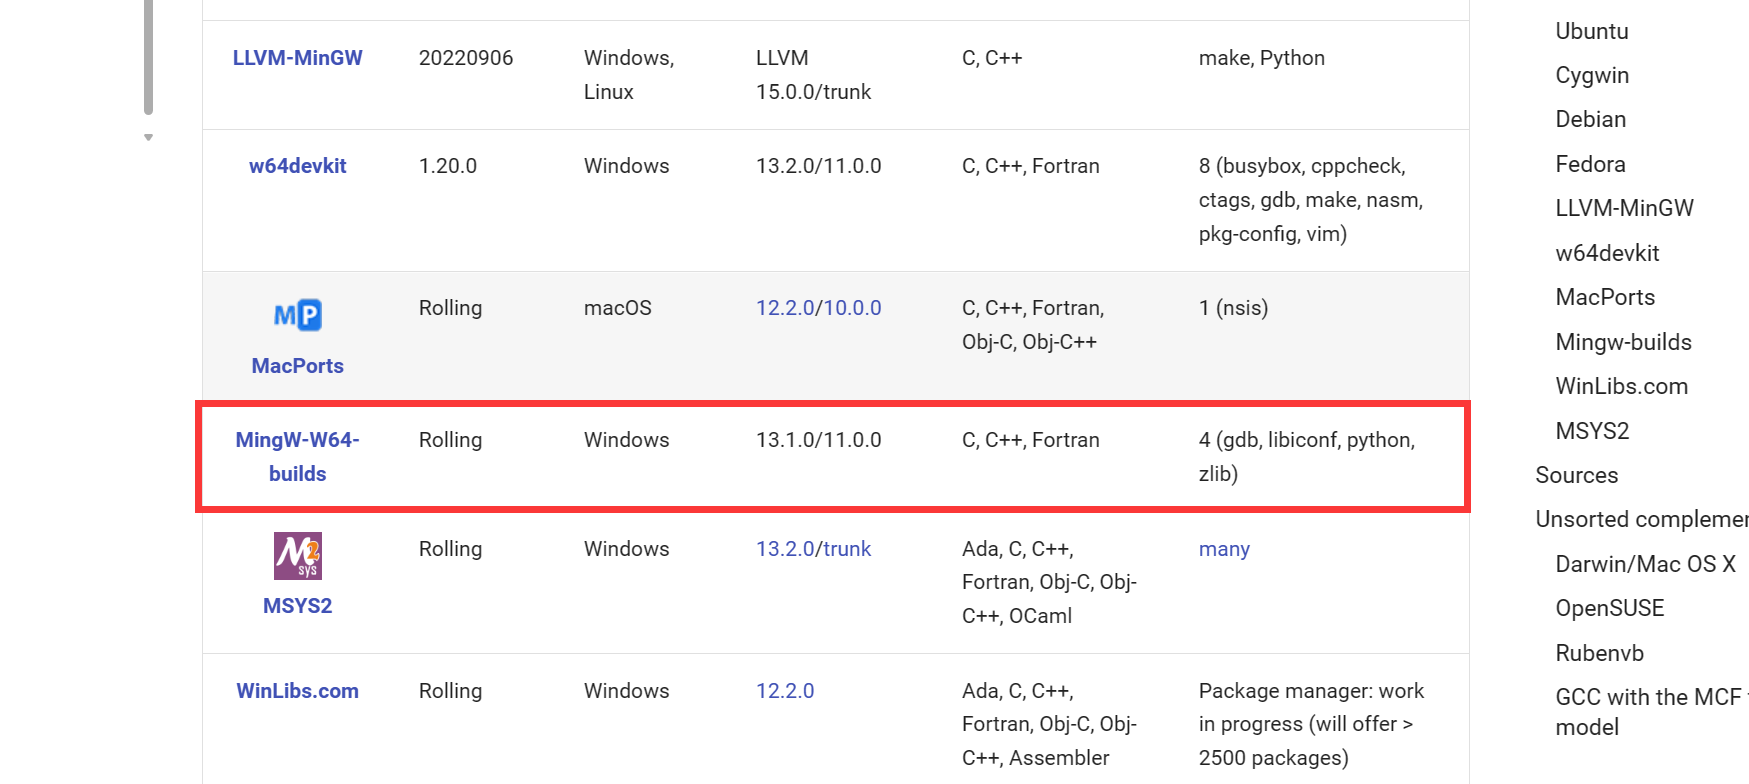 LLVM-MinGW 20220906 Windows, LLVM C, C++ make, Python
Linux 15.0.0/trunk
w64devkit 1.20.0 Windows 13.2.0/11.0.0 C, C++, Fortran 8 (busybox, cppcheck,
ctags, gdb, make, nasm,
pkg-config, vim)
MP Rolling macOS 12.2.0/10.0.0 C, C++, Fortran, 1 (nsis)
Obj-C, Obj-C++
MacPorts
MingW-W64- Rolling Windows 13.1.0/11.0.0 C, C++, Fortran 4 (gdb, libiconf, python,
builds zlib)
M2 sys Rolling Windows 13.2.0/trunk Ada, C, C++, many
Fortran, Obj-C, Obj-
MSYS2 C++, OCaml
WinLibs.com Rolling Windows 12.2.0 Ada, C, C++, Package manager: work
Fortran, Obj-C, Obj- in progress (will offer >
C++, Assembler 2500 packages)
Ubuntu
Cygwin
Debian
Fedora
LLVM-MinGW
w64devkit
MacPorts
Mingw-builds
WinLibs.com
MSYS2
Sources
Unsorted complemen
Darwin/Mac OS X
OpenSUSE
Rubenvb
GCC with the MCF
model